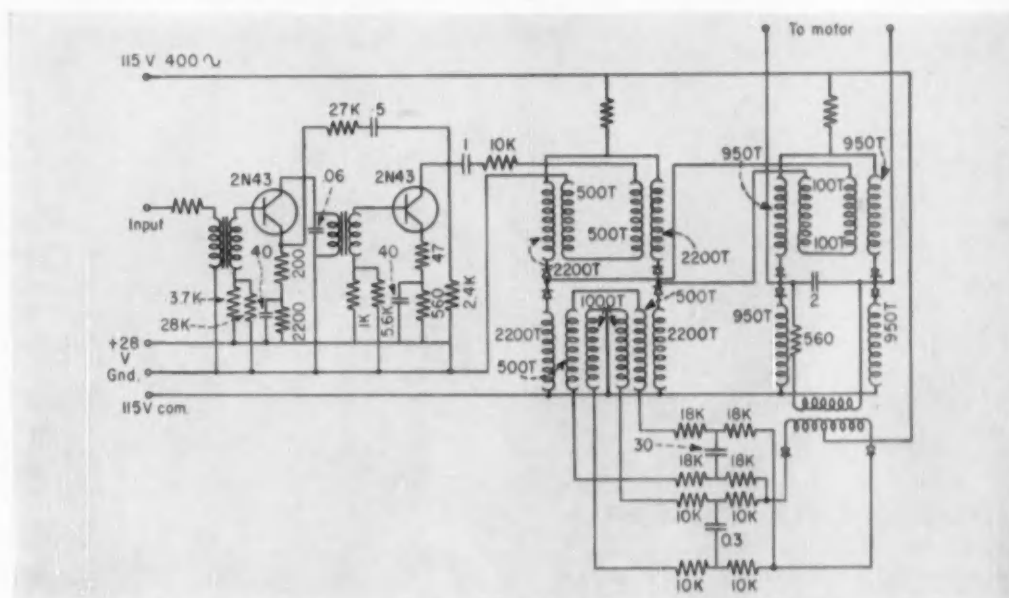 To motor
115 V 400 ∿
27K .5
950T 950T
1 10K
2N43 2N43
.06
500T 100T
Input
500T 100T
40 200 40 47
2200T 2200T
3.7K
1000T 500T
2
28K 2200 1K 5.6K 560 2.4K
2200T 2200T 950T 560 950T
+28
V
500T
Gnd.
115V com.
18K 18K
30
18K 18K
10K 10K
0.3
10K 10K